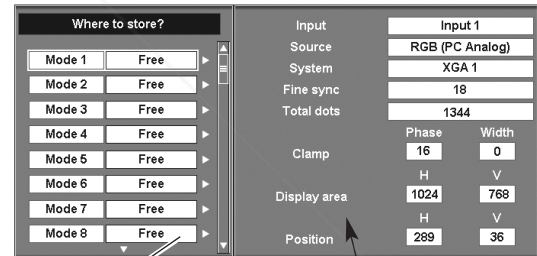 Where to store?
Mode 1 Free
Mode 2 Free
Mode 3 Free
Mode 4 Free
Mode 5 Free
Mode 6 Free
Mode 7 Free
Mode 8 Free
Input Input 1
Source RGB (PC Analog)
System XGA 1
Fine sync 18
Total dots 1344
Phase Width
Clamp 16 0
H V
Display area 1024 768
H V
Position 289 36